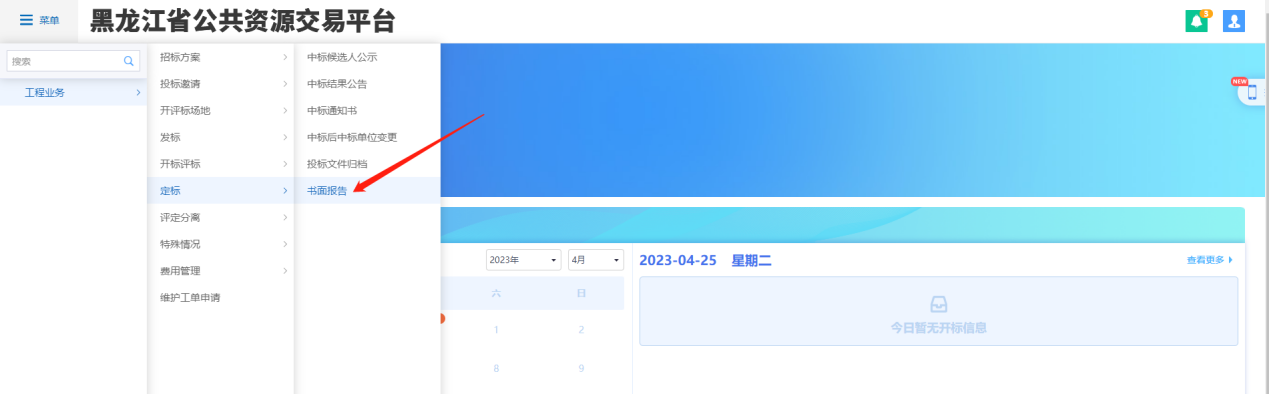 菜单
黑龙江省公共资源交易平台
3
搜索
工程业务
招标方案
投标邀请
开评标场地
发标
开标评标
定标
评定分离
特殊情况
费用管理
维护工单申请
中标候选人公示
中标结果公告
中标通知书
中标后中标单位变更
投标文件归档
书面报告
NEW
2023年
4月
六
日
1
2
8
9
2023-04-25 星期二
查看更多
今日暂无开标信息